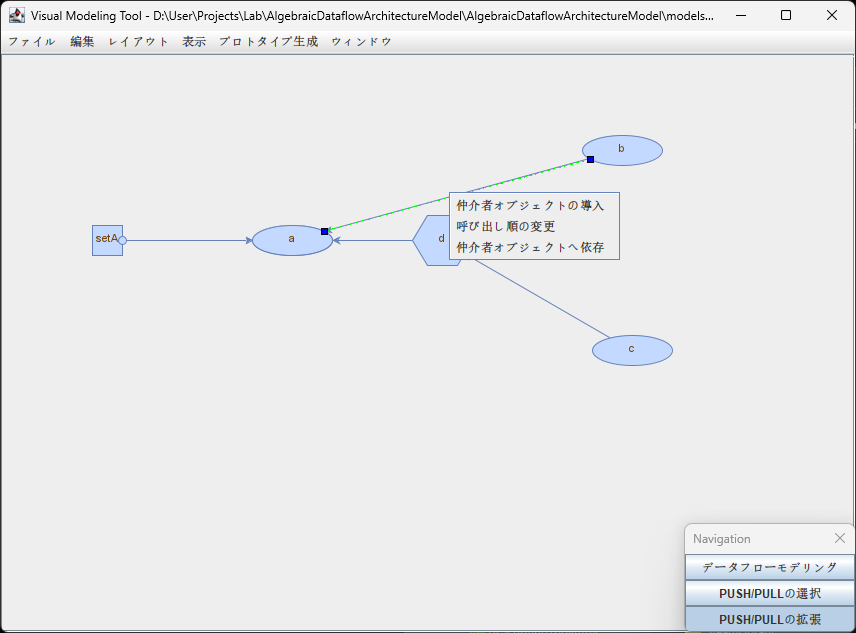 Visual Modeling Tool - D:\User\Projects\Lab\AlgebraicDataflowArchitectureModel\AlgebraicDataflowArchitectureModel\models...
ファイル 編集 レイアウト 表示 プロトタイプ生成 ウィンドウ
b
仲介者オブジェクトの導入
呼び出し順の変更
仲介者オブジェクトへ依存
setA
a
d
c
Navigation
データフローモデリング
PUSH/PULLの選択
PUSH/PULLの拡張